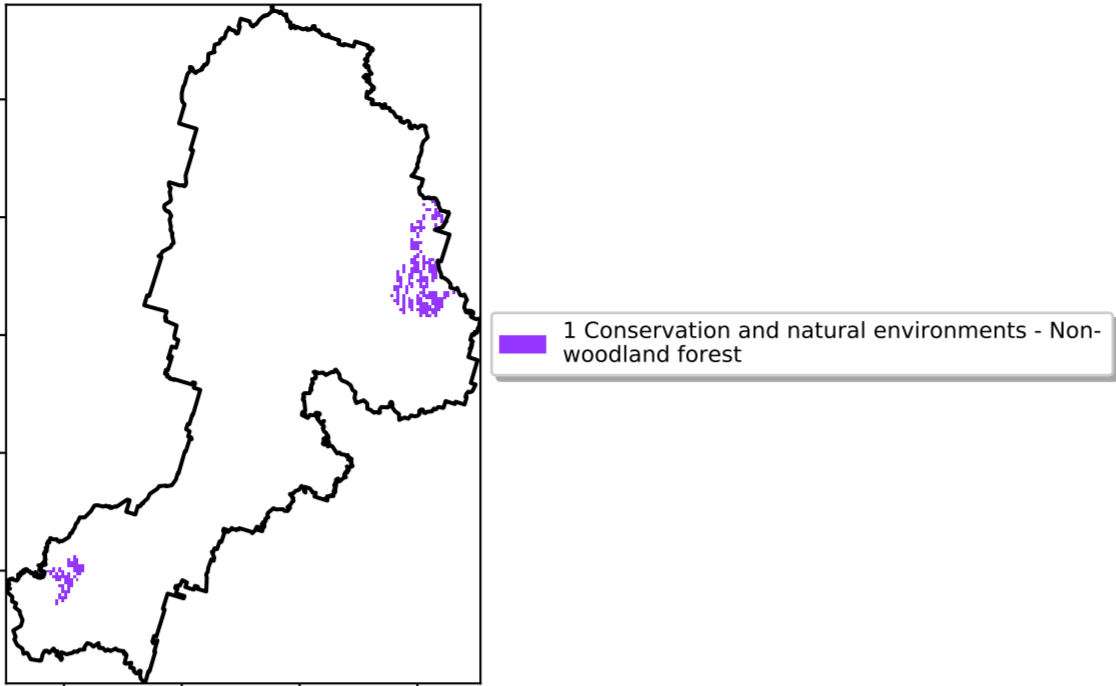 1 Conservation and natural environments - Non-
woodland forest